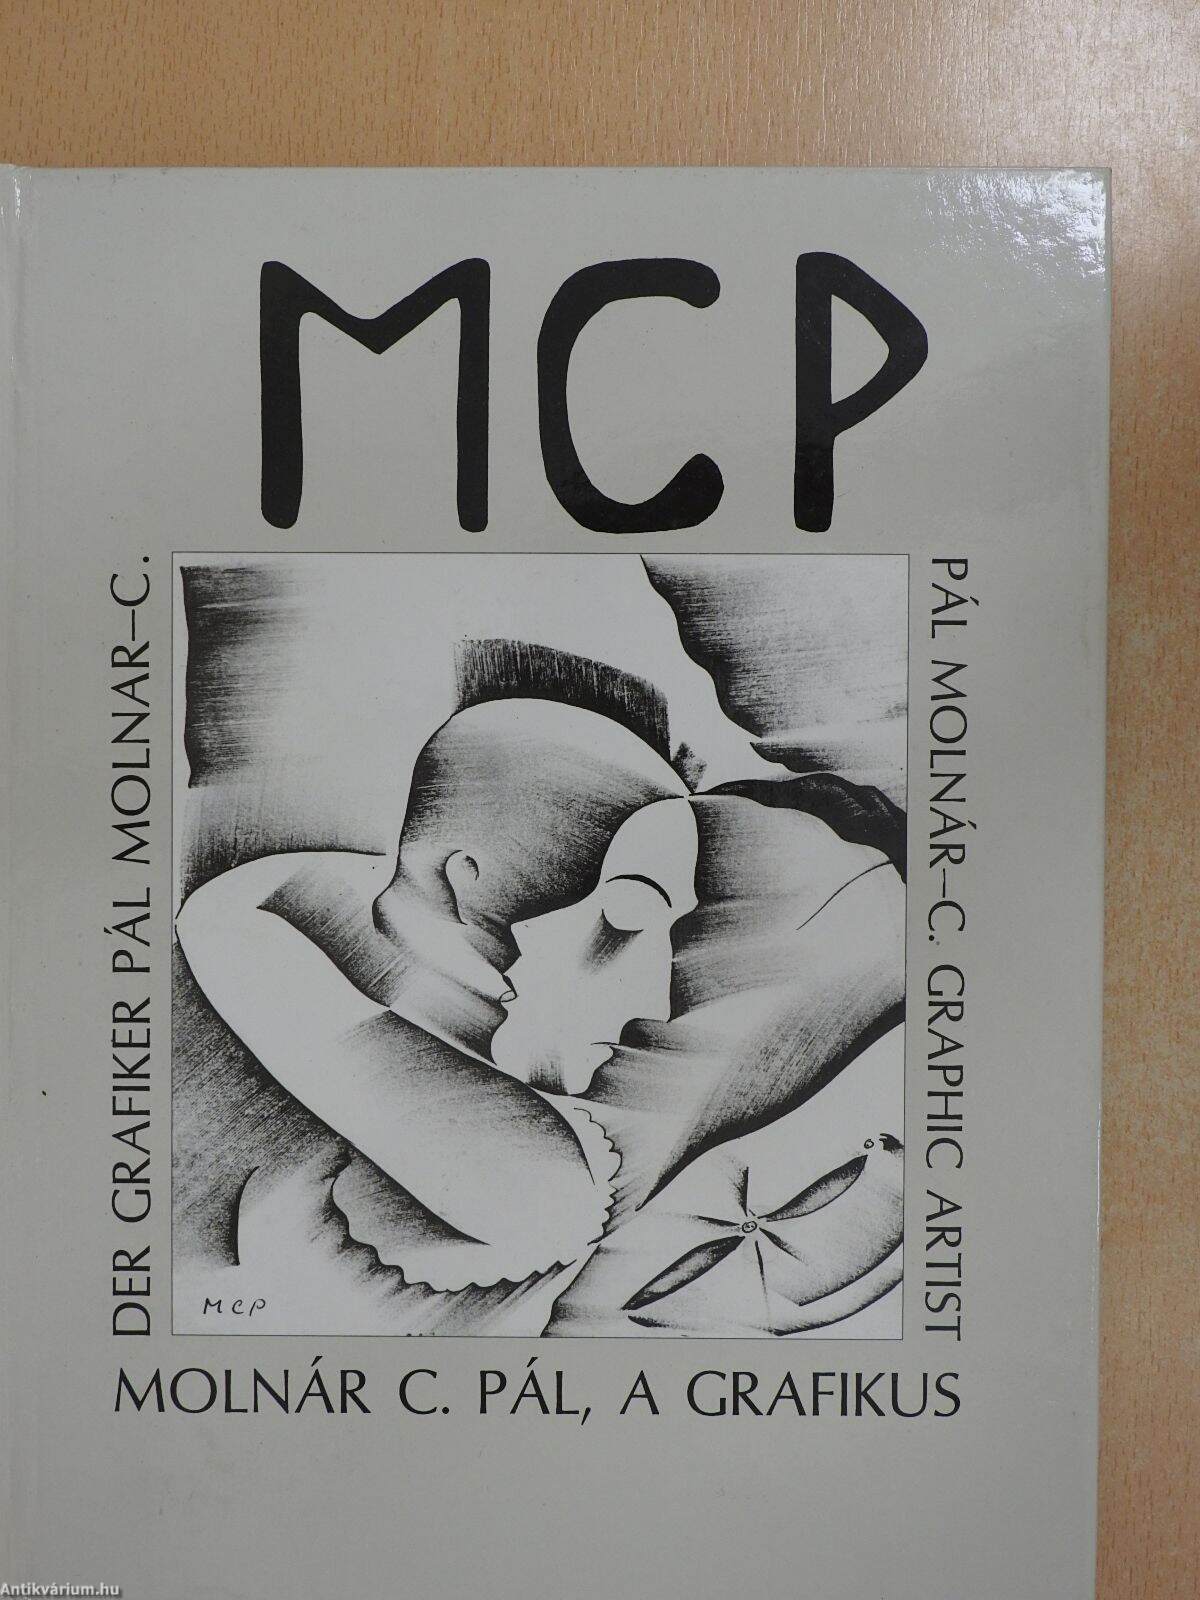 MCP
DER GRAFIKER PÁL MOLNAR–C.
PÁL MOLNÁR–C. GRAPHIC ARTIST
MCP
MOLNÁR C. PÁL, A GRAFIKUS
Antikvárium.hu